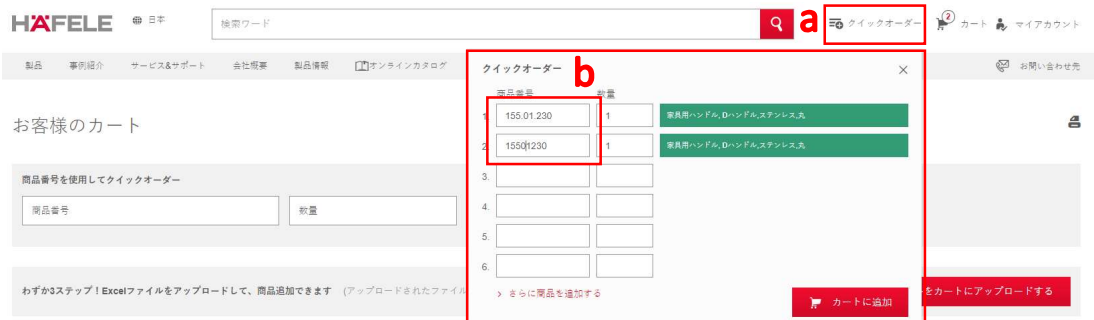 HÄFELE
日本
検索ワード
a
クイックオーダー
2
カート
マイアカウント
製品
事例紹介
サービス&サポート
会社概要
製品情報
オンラインカタログ
お問い合わせ先
クイックオーダー
b
商品番号
数量
1.
155.01.230
1
家具用ハンドル, Dハンドル,ステンレス,丸
2.
15501230
1
家具用ハンドル, Dハンドル,ステンレス,丸
3.
4.
5.
6.
> さらに商品を追加する
カートに追加
お客様のカート
商品番号を使用してクイックオーダー
商品番号
数量
わずか3ステップ!Excelファイルをアップロードして、商品追加できます (アップロードされたファイル
をカートにアップロードする